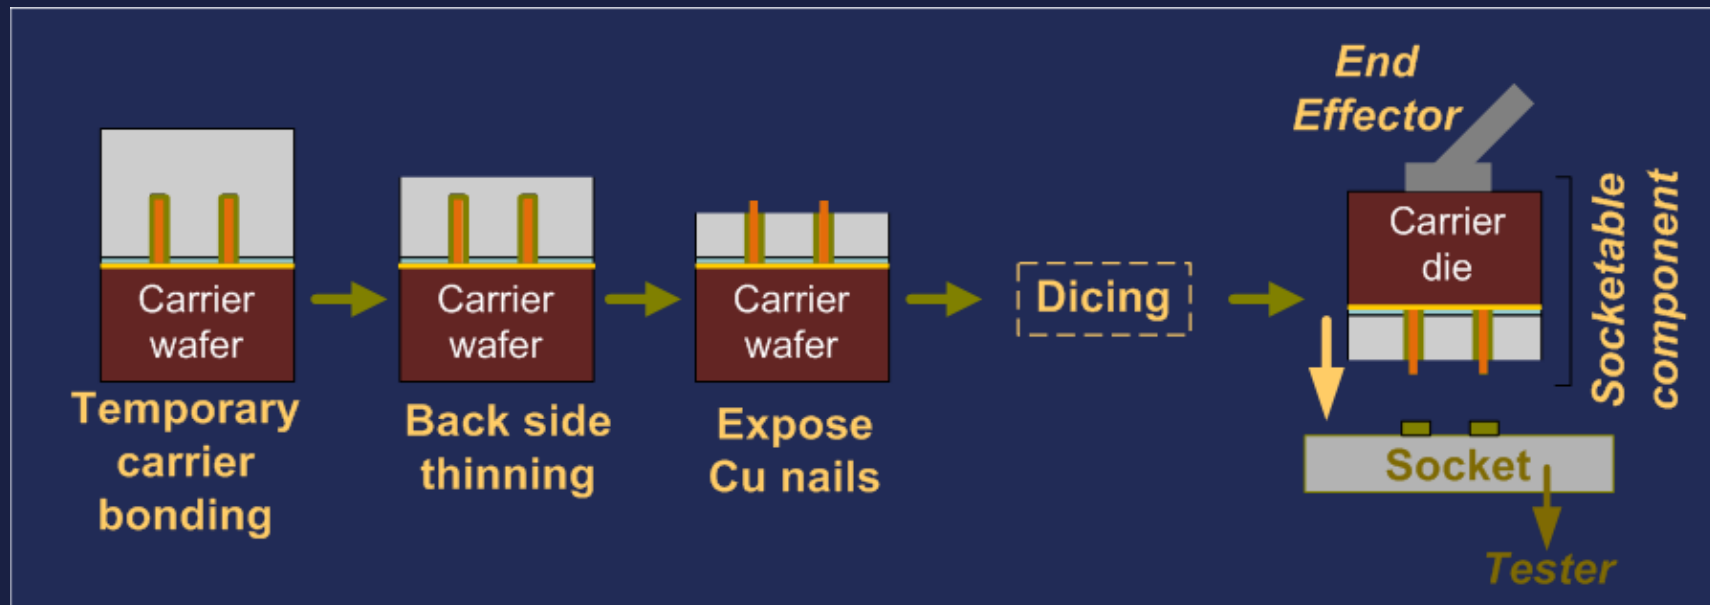 Carrier
wafer
Temporary
carrier
bonding
Carrier
wafer
Back side
thinning
Carrier
wafer
Expose
Cu nails
Dicing
End
Effector
Carrier
die
Socketable
component
Socket
Tester